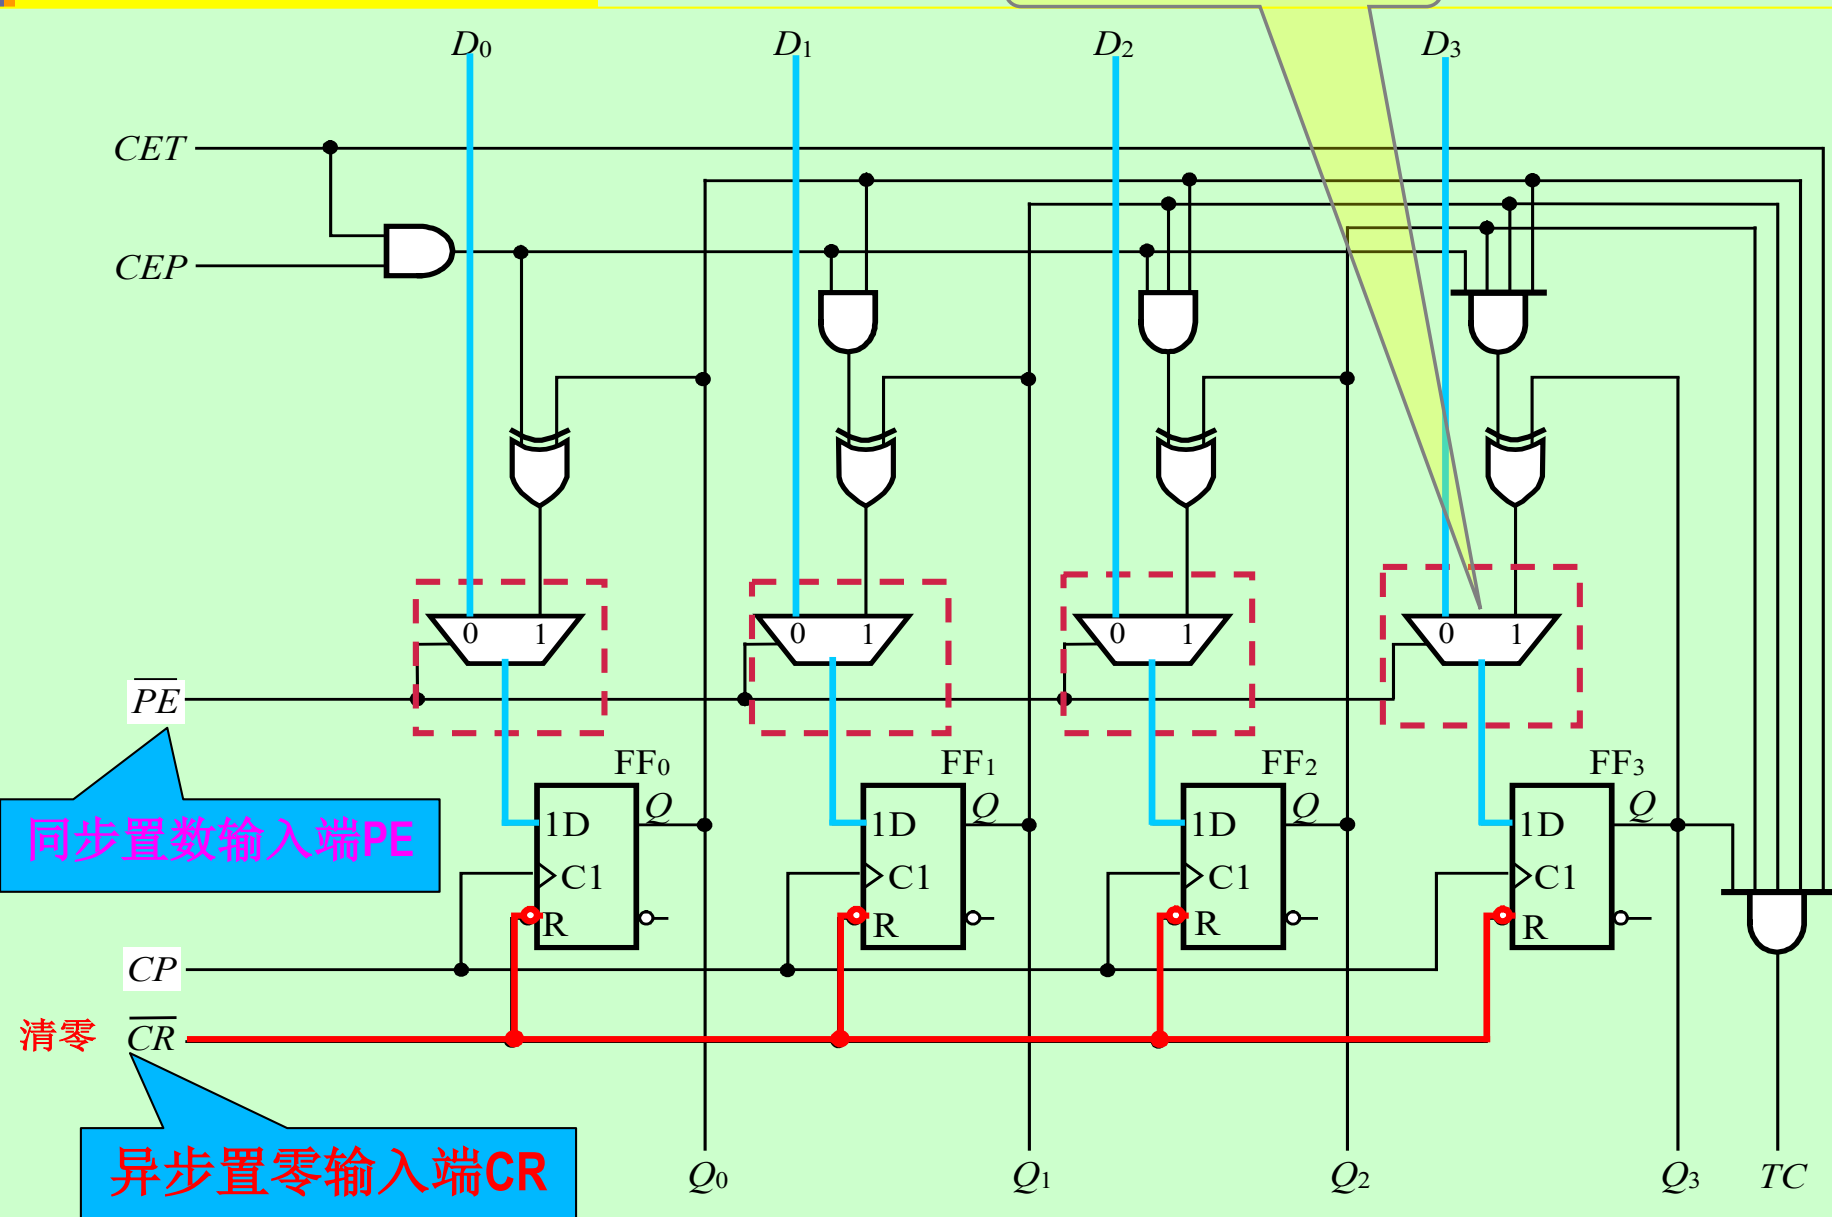 D0 D1 D2 D3
CET
CEP
0 1 0 1 0 1 0 1
PE
FF0 FF1 FF2 FF3
Q Q Q Q
同步置数输入端PE
1D 1D 1D 1D
C1 C1 C1 C1
R R R R
CP
清零 CR
异步置零输入端CR
Q0 Q1 Q2 Q3 TC